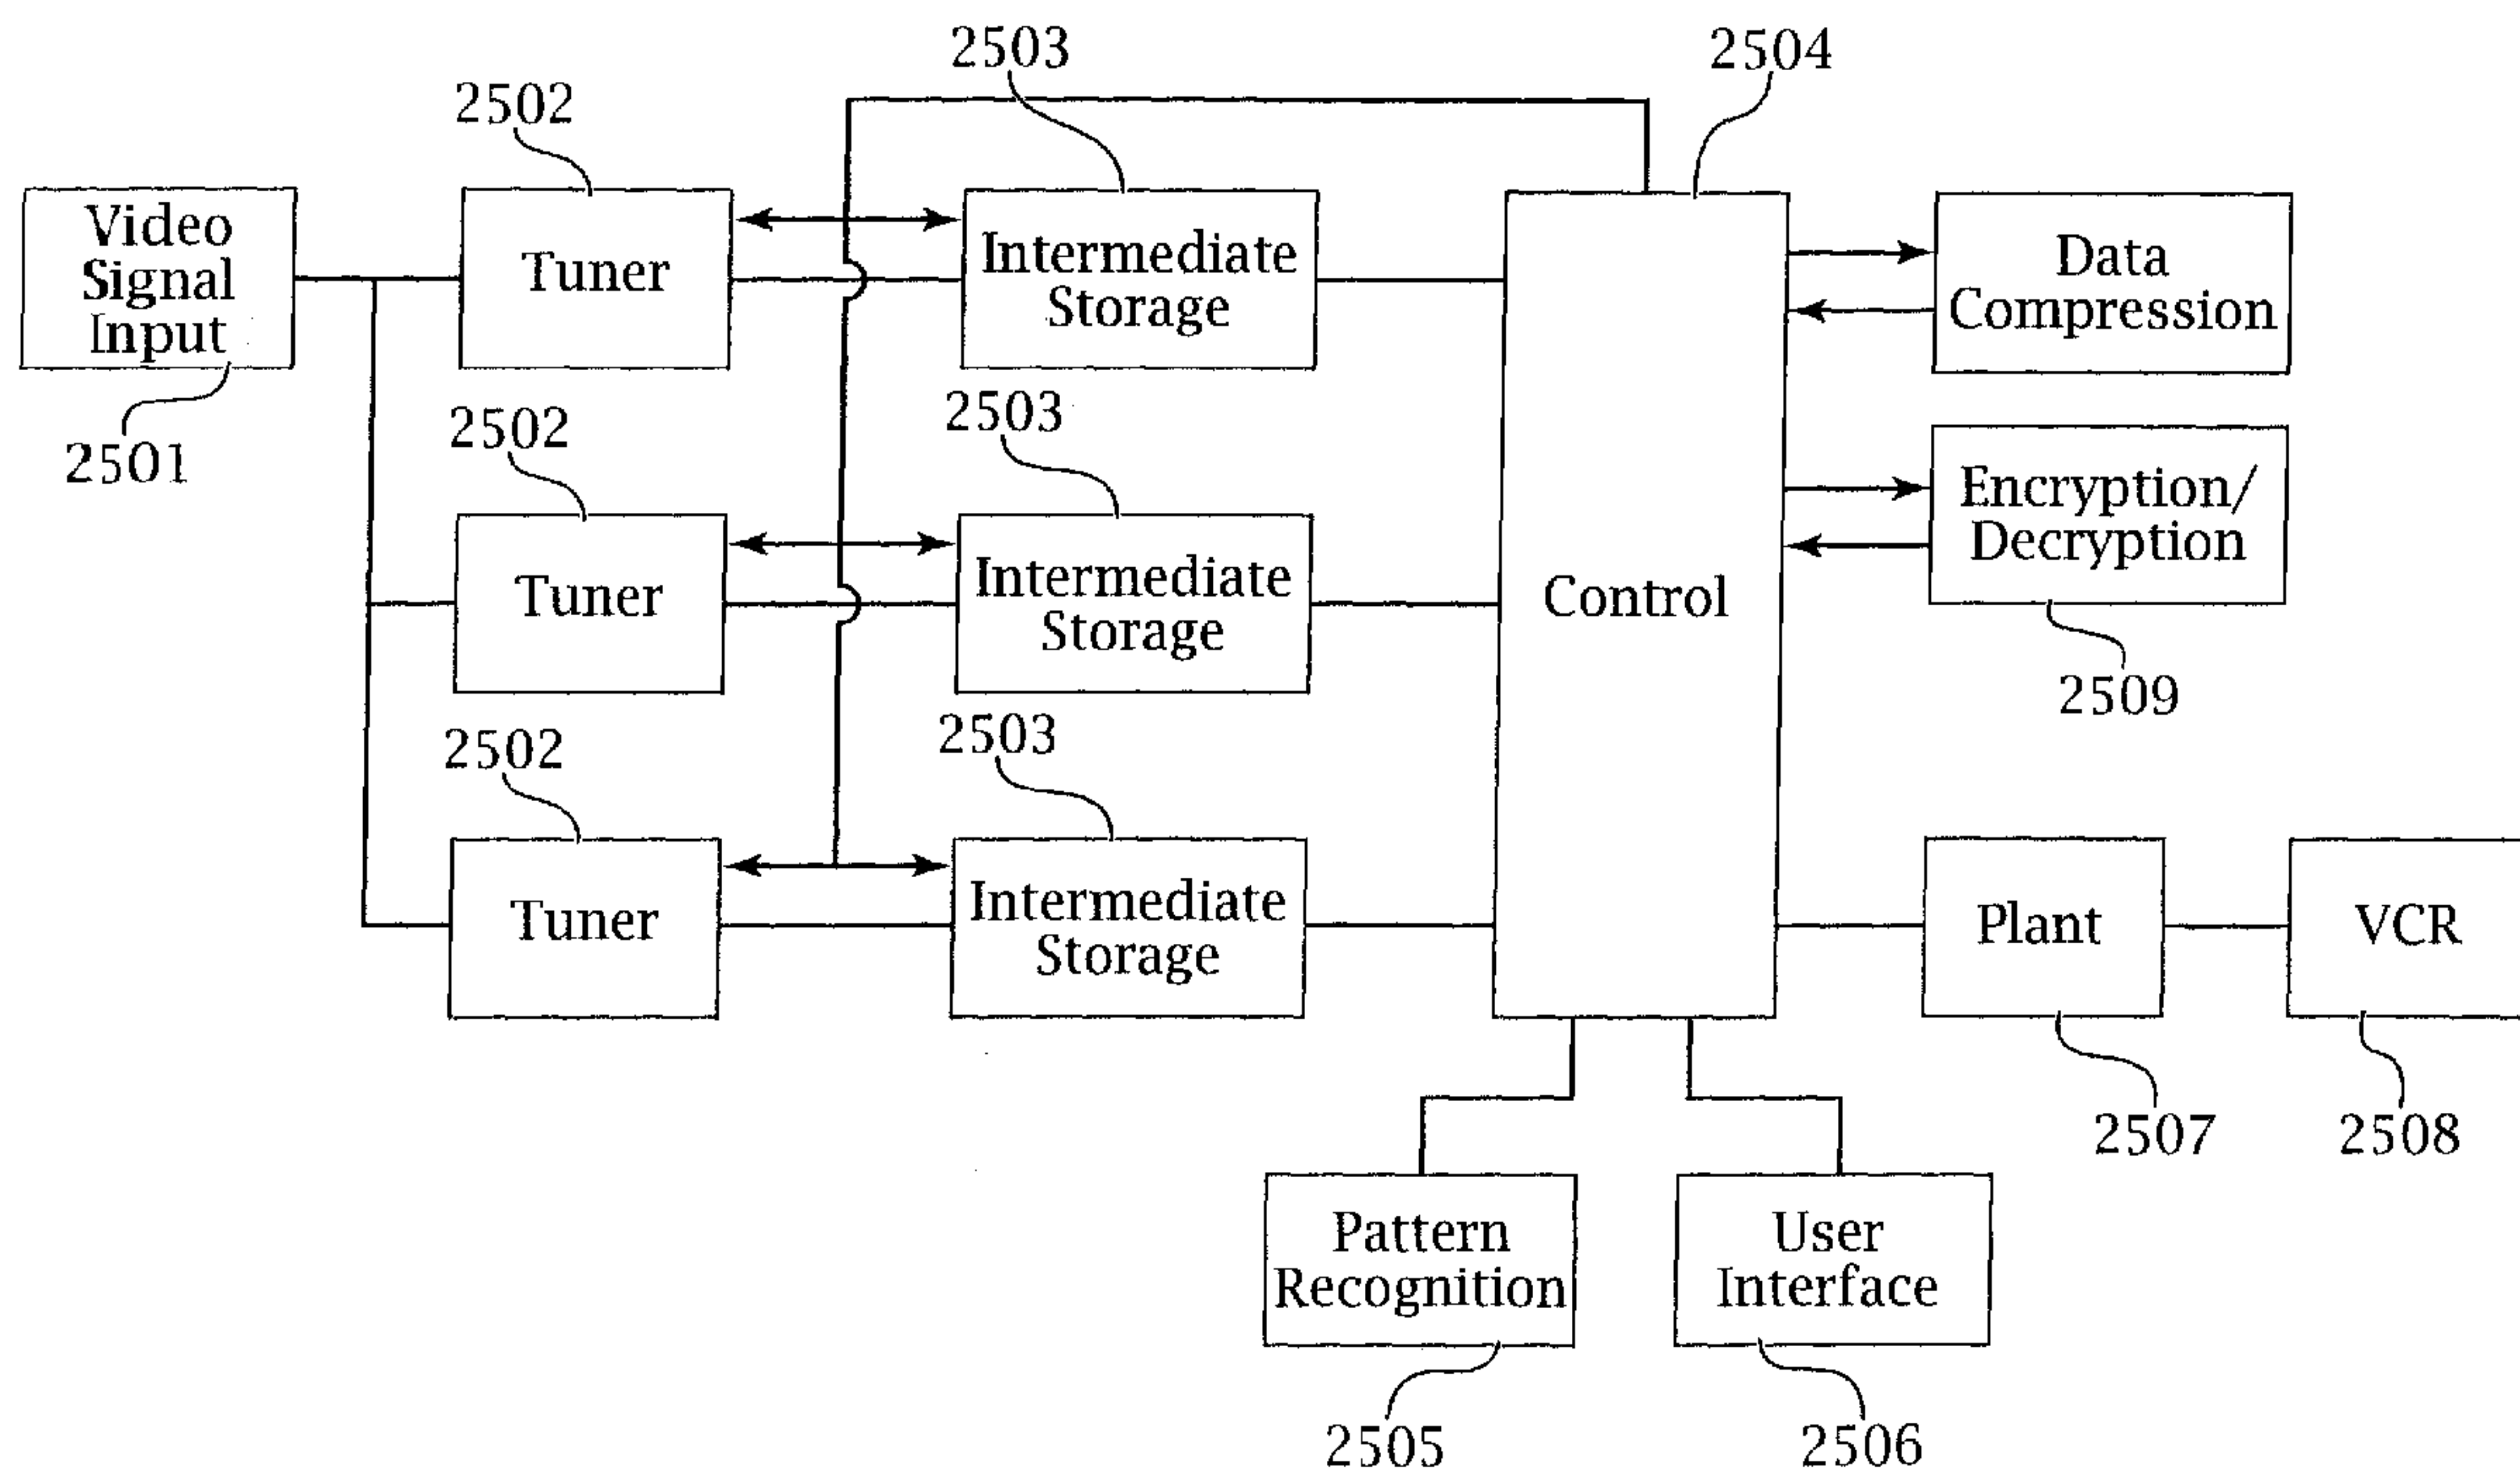 2503
2504
2502
Video
Signal
Input
Tuner
Intermediate
Storage
Data
Compression
2501
2502
2503
Tuner
Intermediate
Storage
Control
Encryption/
Decryption
2509
2502
2503
Tuner
Intermediate
Storage
Plant
VCR
2507
2508
Pattern
Recognition
User
Interface
2505
2506